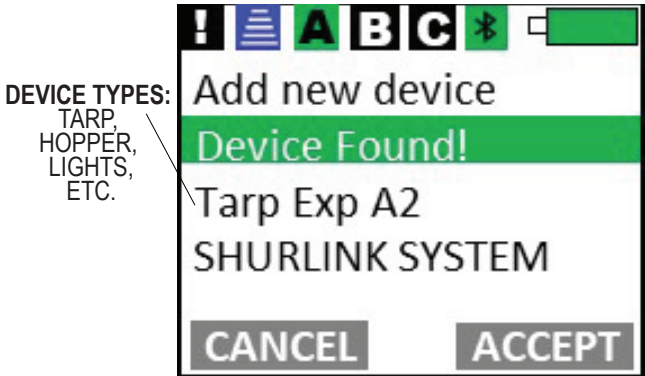 ! A B C
Add new device
DEVICE TYPES:
TARP,
HOPPER,
LIGHTS,
ETC.
Device Found!
Tarp Exp A2
SHURLINK SYSTEM
CANCEL ACCEPT